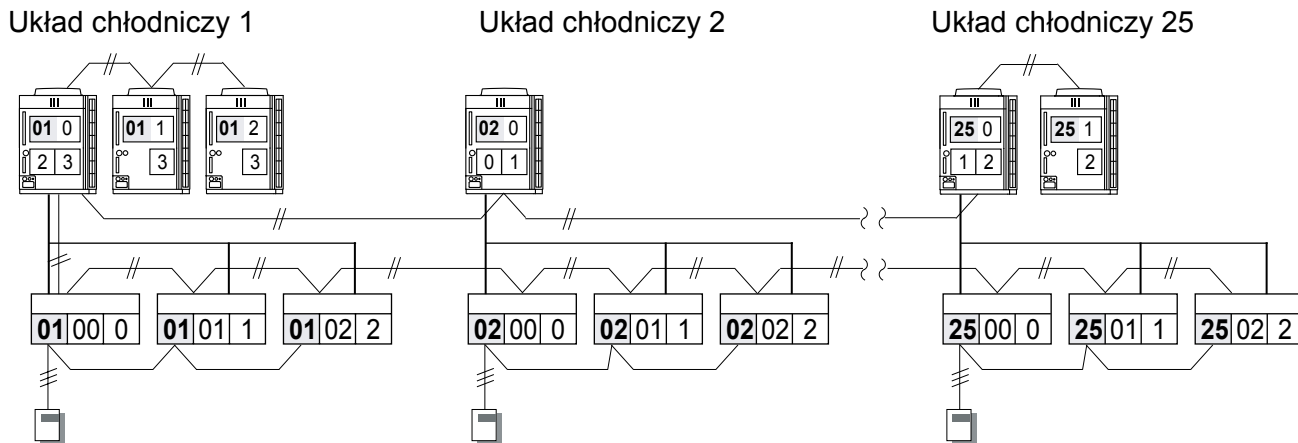 Układ chłodniczy 1 Układ chłodniczy 2 Układ chłodniczy 25
01 0 01 1 01 2 02 0 25 0 25 1
2 3 3 3 0 1 1 2 2
01 00 0 01 01 1 01 02 2 02 00 0 02 01 1 02 02 2 25 00 0 25 01 1 25 02 2